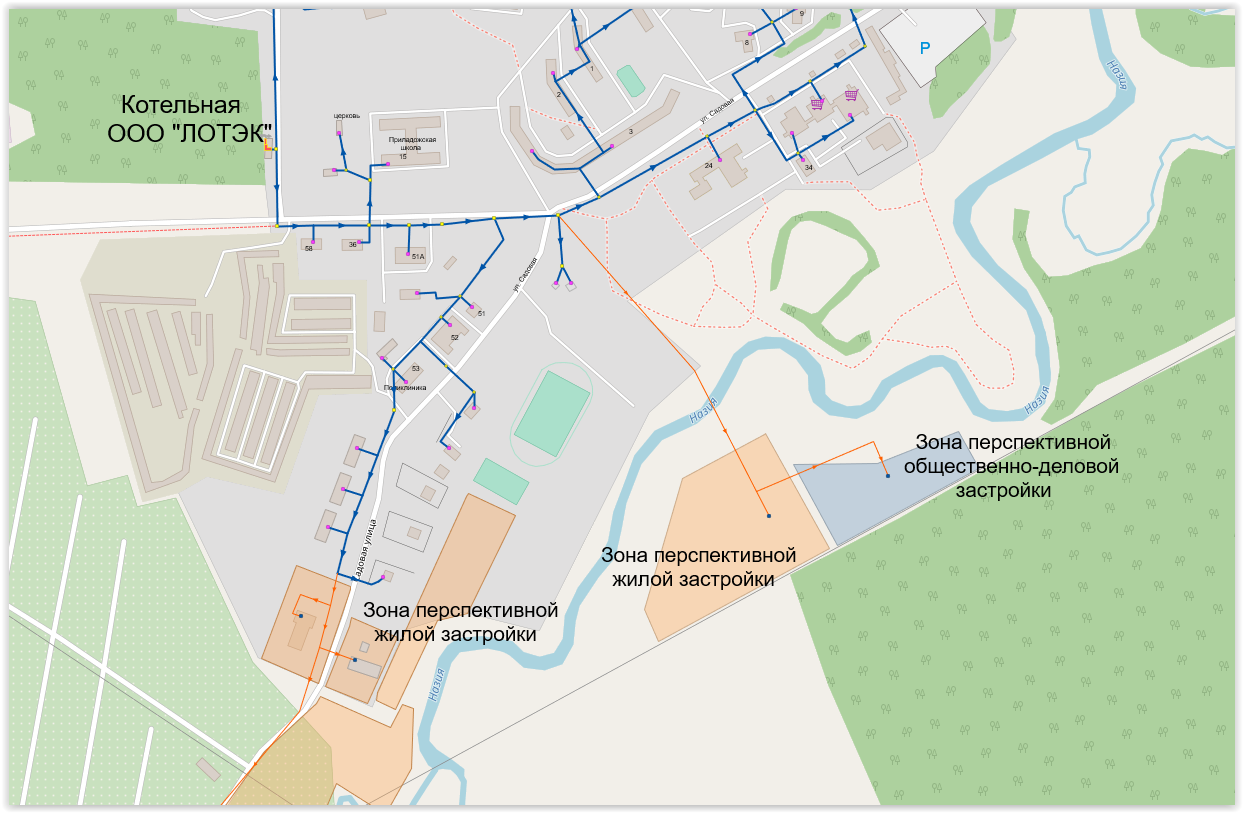 9
8
Р
Назия
1
2
Котельная
ООО "ЛОТЭК"
церковь
Приладожская
школа
15
3
ул. Садовая
24
34
58
36
51А
ул. Садовая
51
52
53
Поликлиника
Назия
Назия
Зона перспективной
общественно-деловой
застройки
адовая улица
Зона перспективной
жилой застройки
Зона перспективной
жилой застройки
Назия